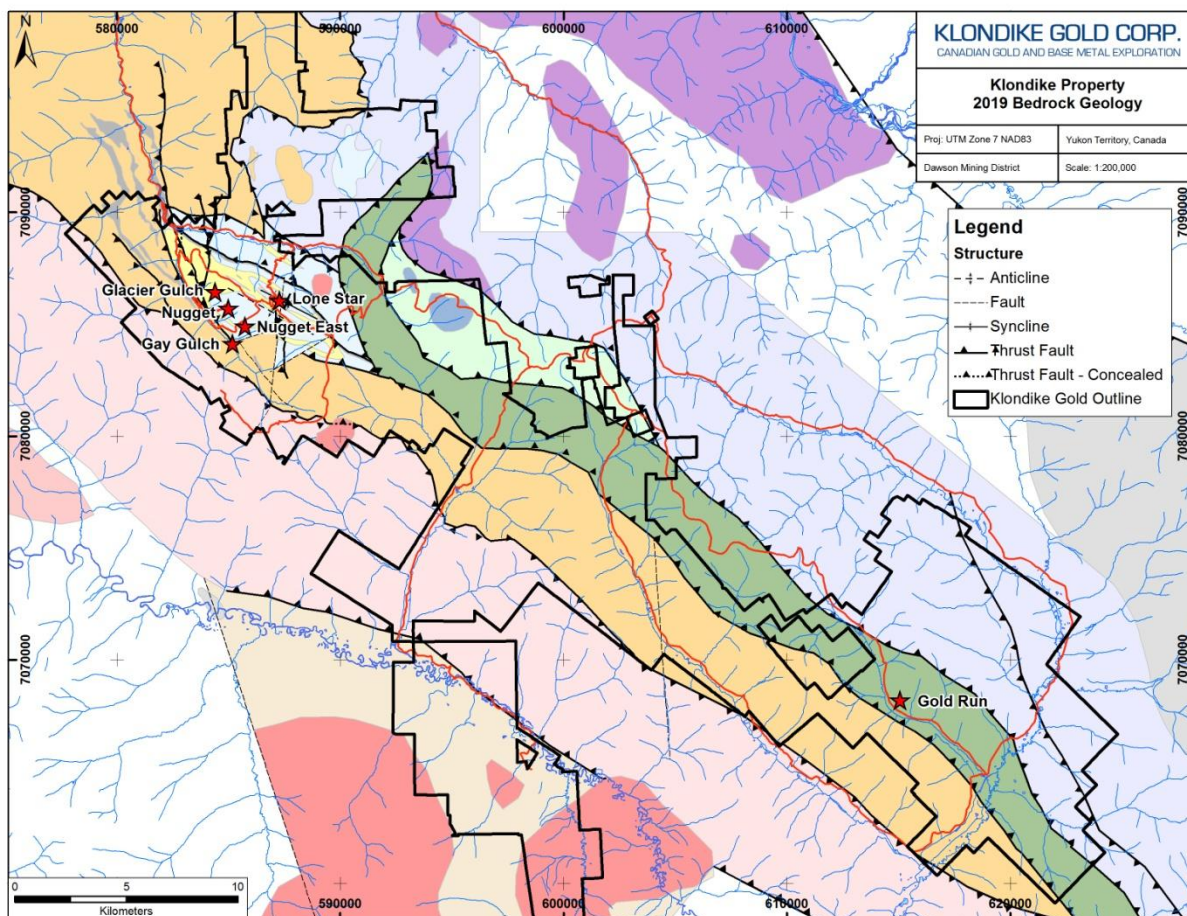 580000
590000
600000
610000
N
KLONDIKE GOLD CORP.
CANADIAN GOLD AND BASE METAL EXPLORATION
Klondike Property
2019 Bedrock Geology
Proj: UTM Zone 7 NAD83
Yukon Territory, Canada
Dawson Mining District
Scale: 1:200,000
7090000
7090000
Legend
Structure
Anticline
Fault
Syncline
Thrust Fault
Thrust Fault - Concealed
Klondike Gold Outline
Glacier Gulch
Lone Star
Nugget
Nugget East
Gay Gulch
7080000
7080000
7070000
7070000
Gold Run
0 5 10
Kilometers
590000
600000
610000
620000